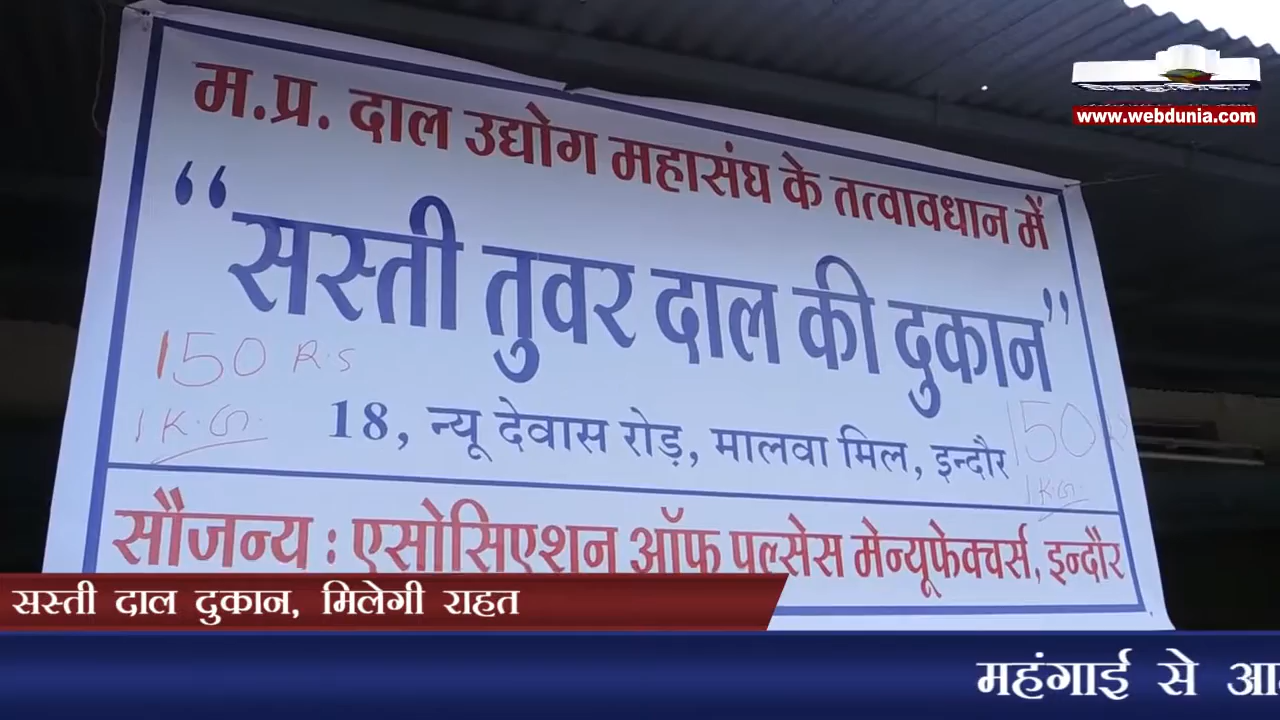 www.webdunia.com
म.प्र. दाल उद्योग महासंघ के तत्वावधान में
“सस्ती तुवर दाल की दुकान”
150 R.S
1 K.G.
18, न्यू देवास रोड़, मालवा मिल, इन्दौर
150
1 K.G.
सौजन्य : एसोसिएशन ऑफ पल्सेस मेन्यूफेक्चर्स, इन्दौर
सस्ती दाल दुकान, मिलेगी राहत
महंगाई से